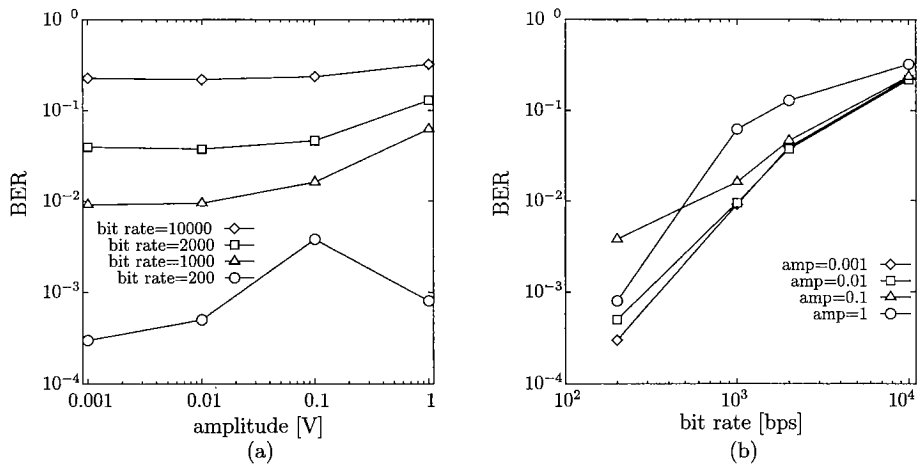 10^0
10^-1
10^-2
10^-3
10^-4
BER
bit rate=10000
bit rate=2000
bit rate=1000
bit rate=200
0.001 0.01 0.1 1
amplitude [V]
(a)
10^0
10^-1
10^-2
10^-3
10^-4
BER
amp=0.001
amp=0.01
amp=0.1
amp=1
10^2 10^3 10^4
bit rate [bps]
(b)